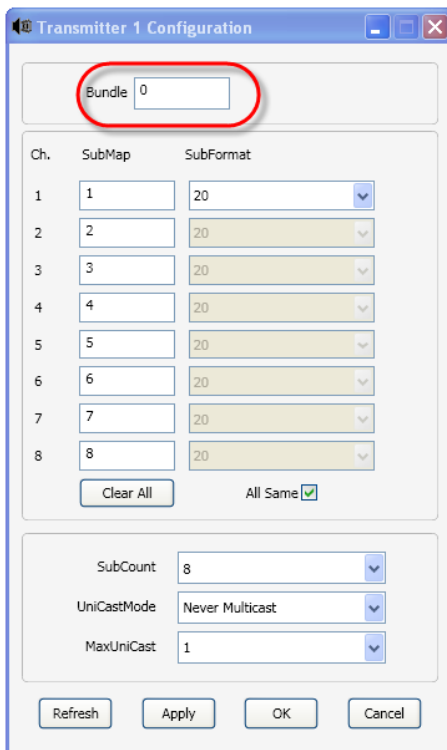 Transmitter 1 Configuration
Bundle 0
Ch. SubMap SubFormat
1 1 20
2 2 20
3 3 20
4 4 20
5 5 20
6 6 20
7 7 20
8 8 20
Clear All All Same
SubCount 8
UniCastMode Never Multicast
MaxUniCast 1
Refresh Apply OK Cancel